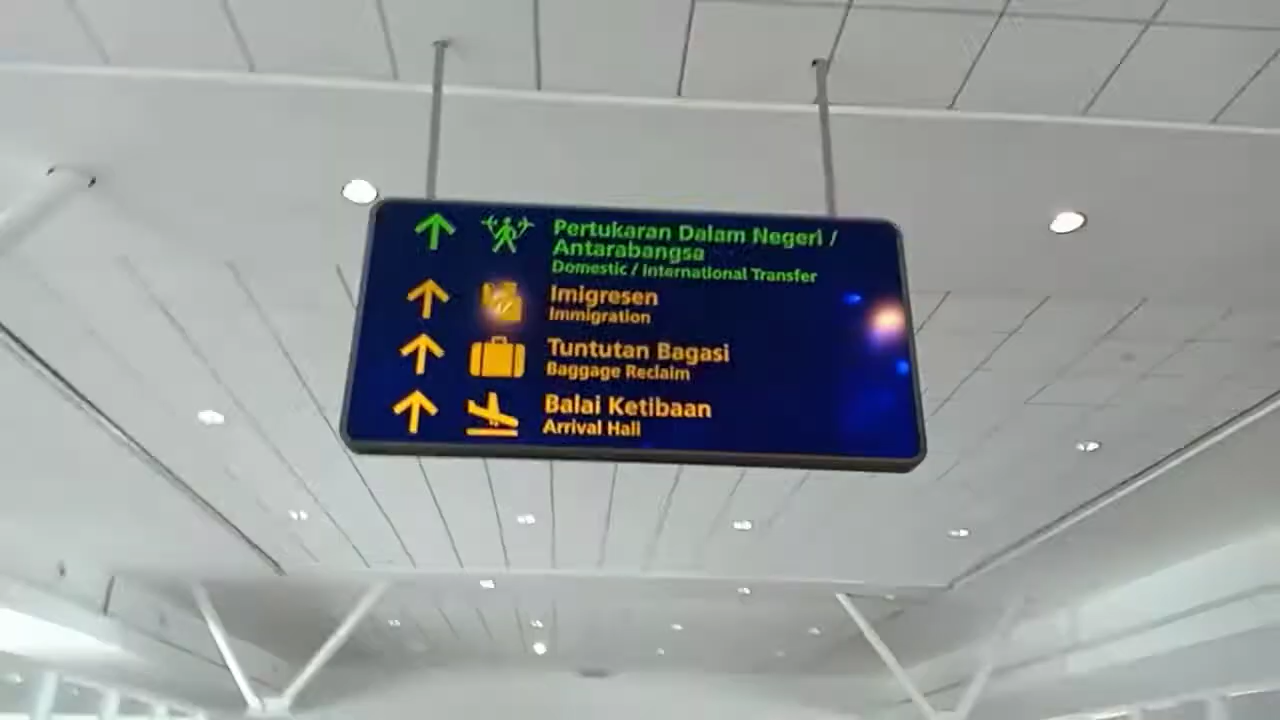 Pertukaran Dalam Negeri /
Antarabangsa
Domestic / International Transfer
Imigresen
Immigration
Tuntutan Bagasi
Baggage Reclaim
Balai Ketibaan
Arrival Hall